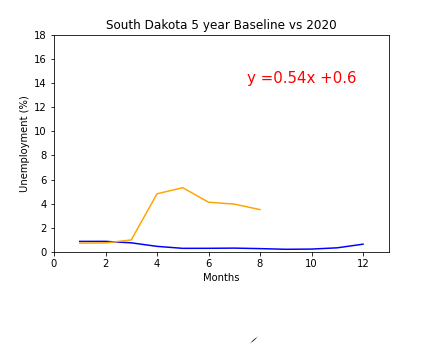 South Dakota 5 year Baseline vs 2020
18
16
14
12
10
8
6
4
2
0
Unemployment (%)
y =0.54x +0.6
0 2 4 6 8 10 12
Months